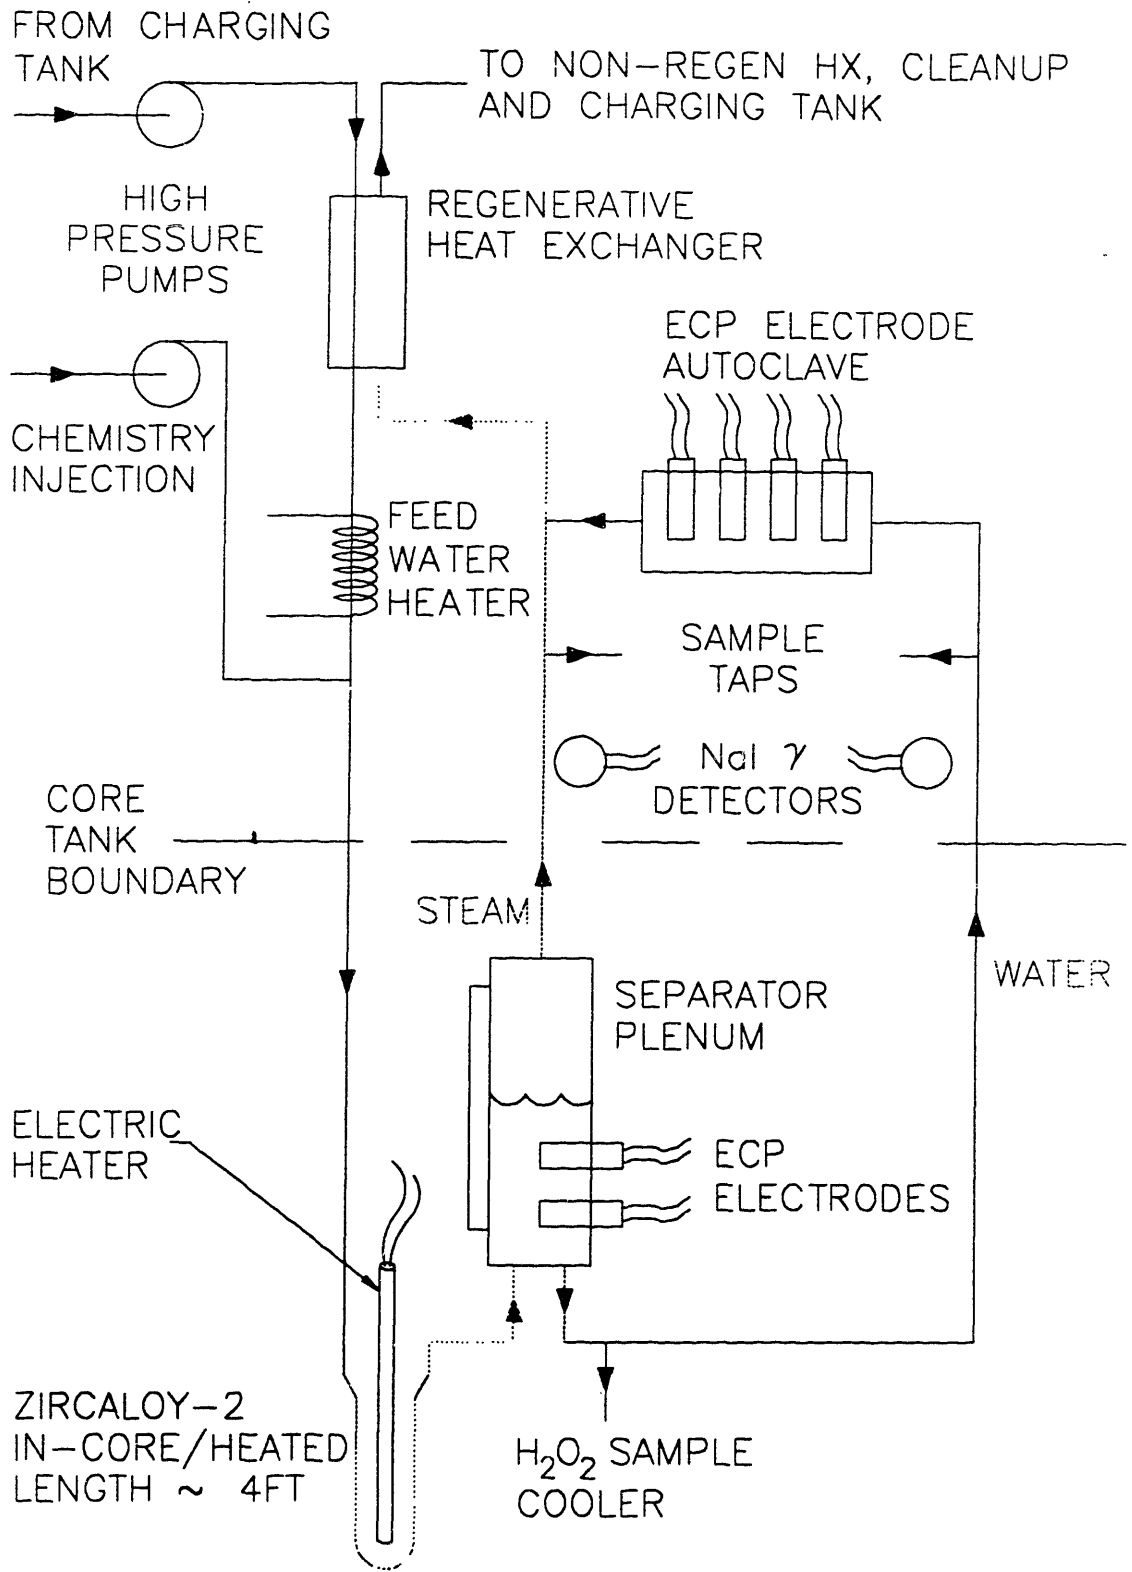 FROM CHARGING
TANK
TO NON-REGEN HX, CLEANUP
AND CHARGING TANK
HIGH
PRESSURE
PUMPS
REGENERATIVE
HEAT EXCHANGER
ECP ELECTRODE
AUTOCLAVE
CHEMISTRY
INJECTION
FEED
WATER
HEATER
SAMPLE
TAPS
NaI γ
DETECTORS
CORE
TANK
BOUNDARY
STEAM
WATER
SEPARATOR
PLENUM
ELECTRIC
HEATER
ECP
ELECTRODES
ZIRCALOY-2
IN-CORE/HEATED
LENGTH ~ 4FT
H₂O₂ SAMPLE
COOLER